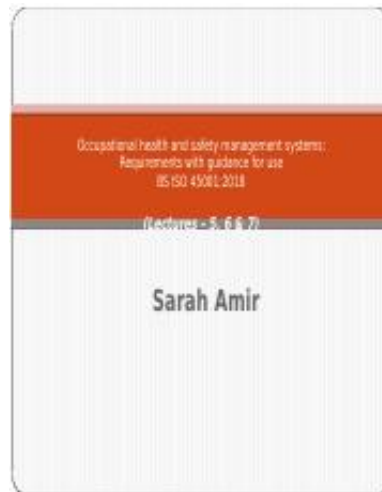 Occupational health and safety management systems:
Requirements with guidance for use
BS ISO 45001:2018
(Lectures - 5, 6 & 7)
Sarah Amir